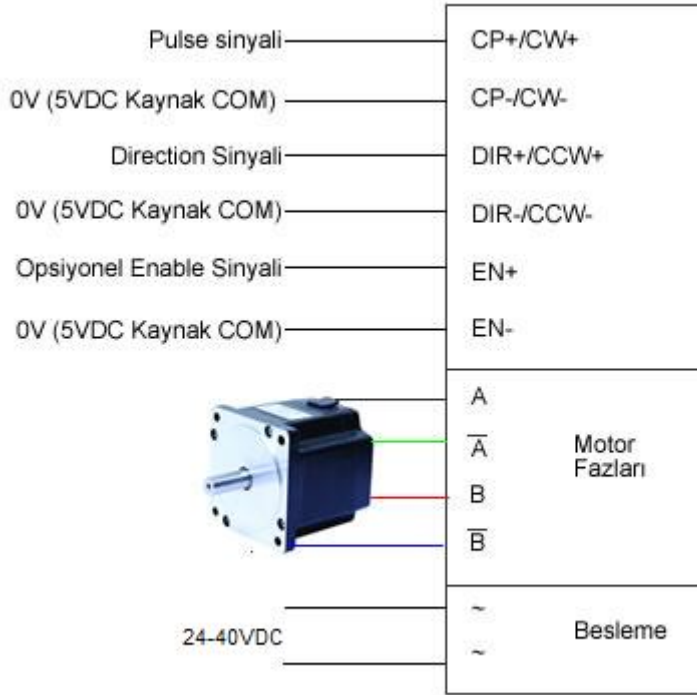 Pulse sinyali CP+/CW+
0V (5VDC Kaynak COM) CP-/CW-
Direction Sinyali DIR+/CCW+
0V (5VDC Kaynak COM) DIR-/CCW-
Opsiyonel Enable Sinyali EN+
0V (5VDC Kaynak COM) EN-
A
A̅
B
B̅
Motor
Fazları
24-40VDC
~
~
Besleme